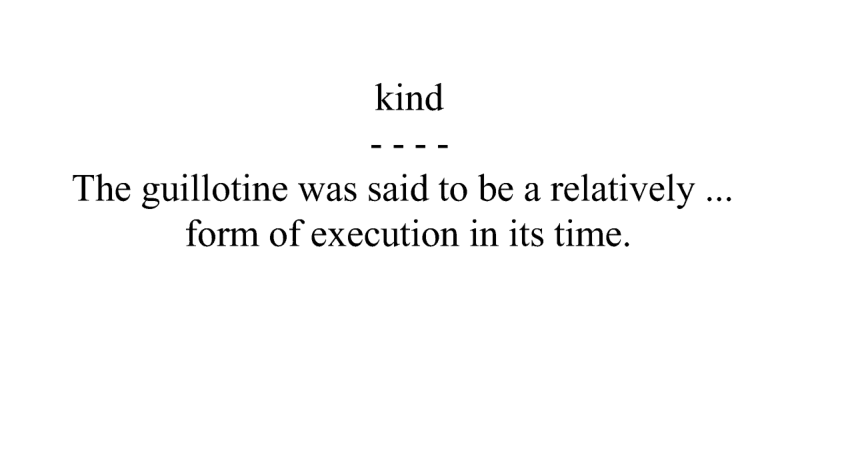 kind
- - - -
The guillotine was said to be a relatively ...
form of execution in its time.